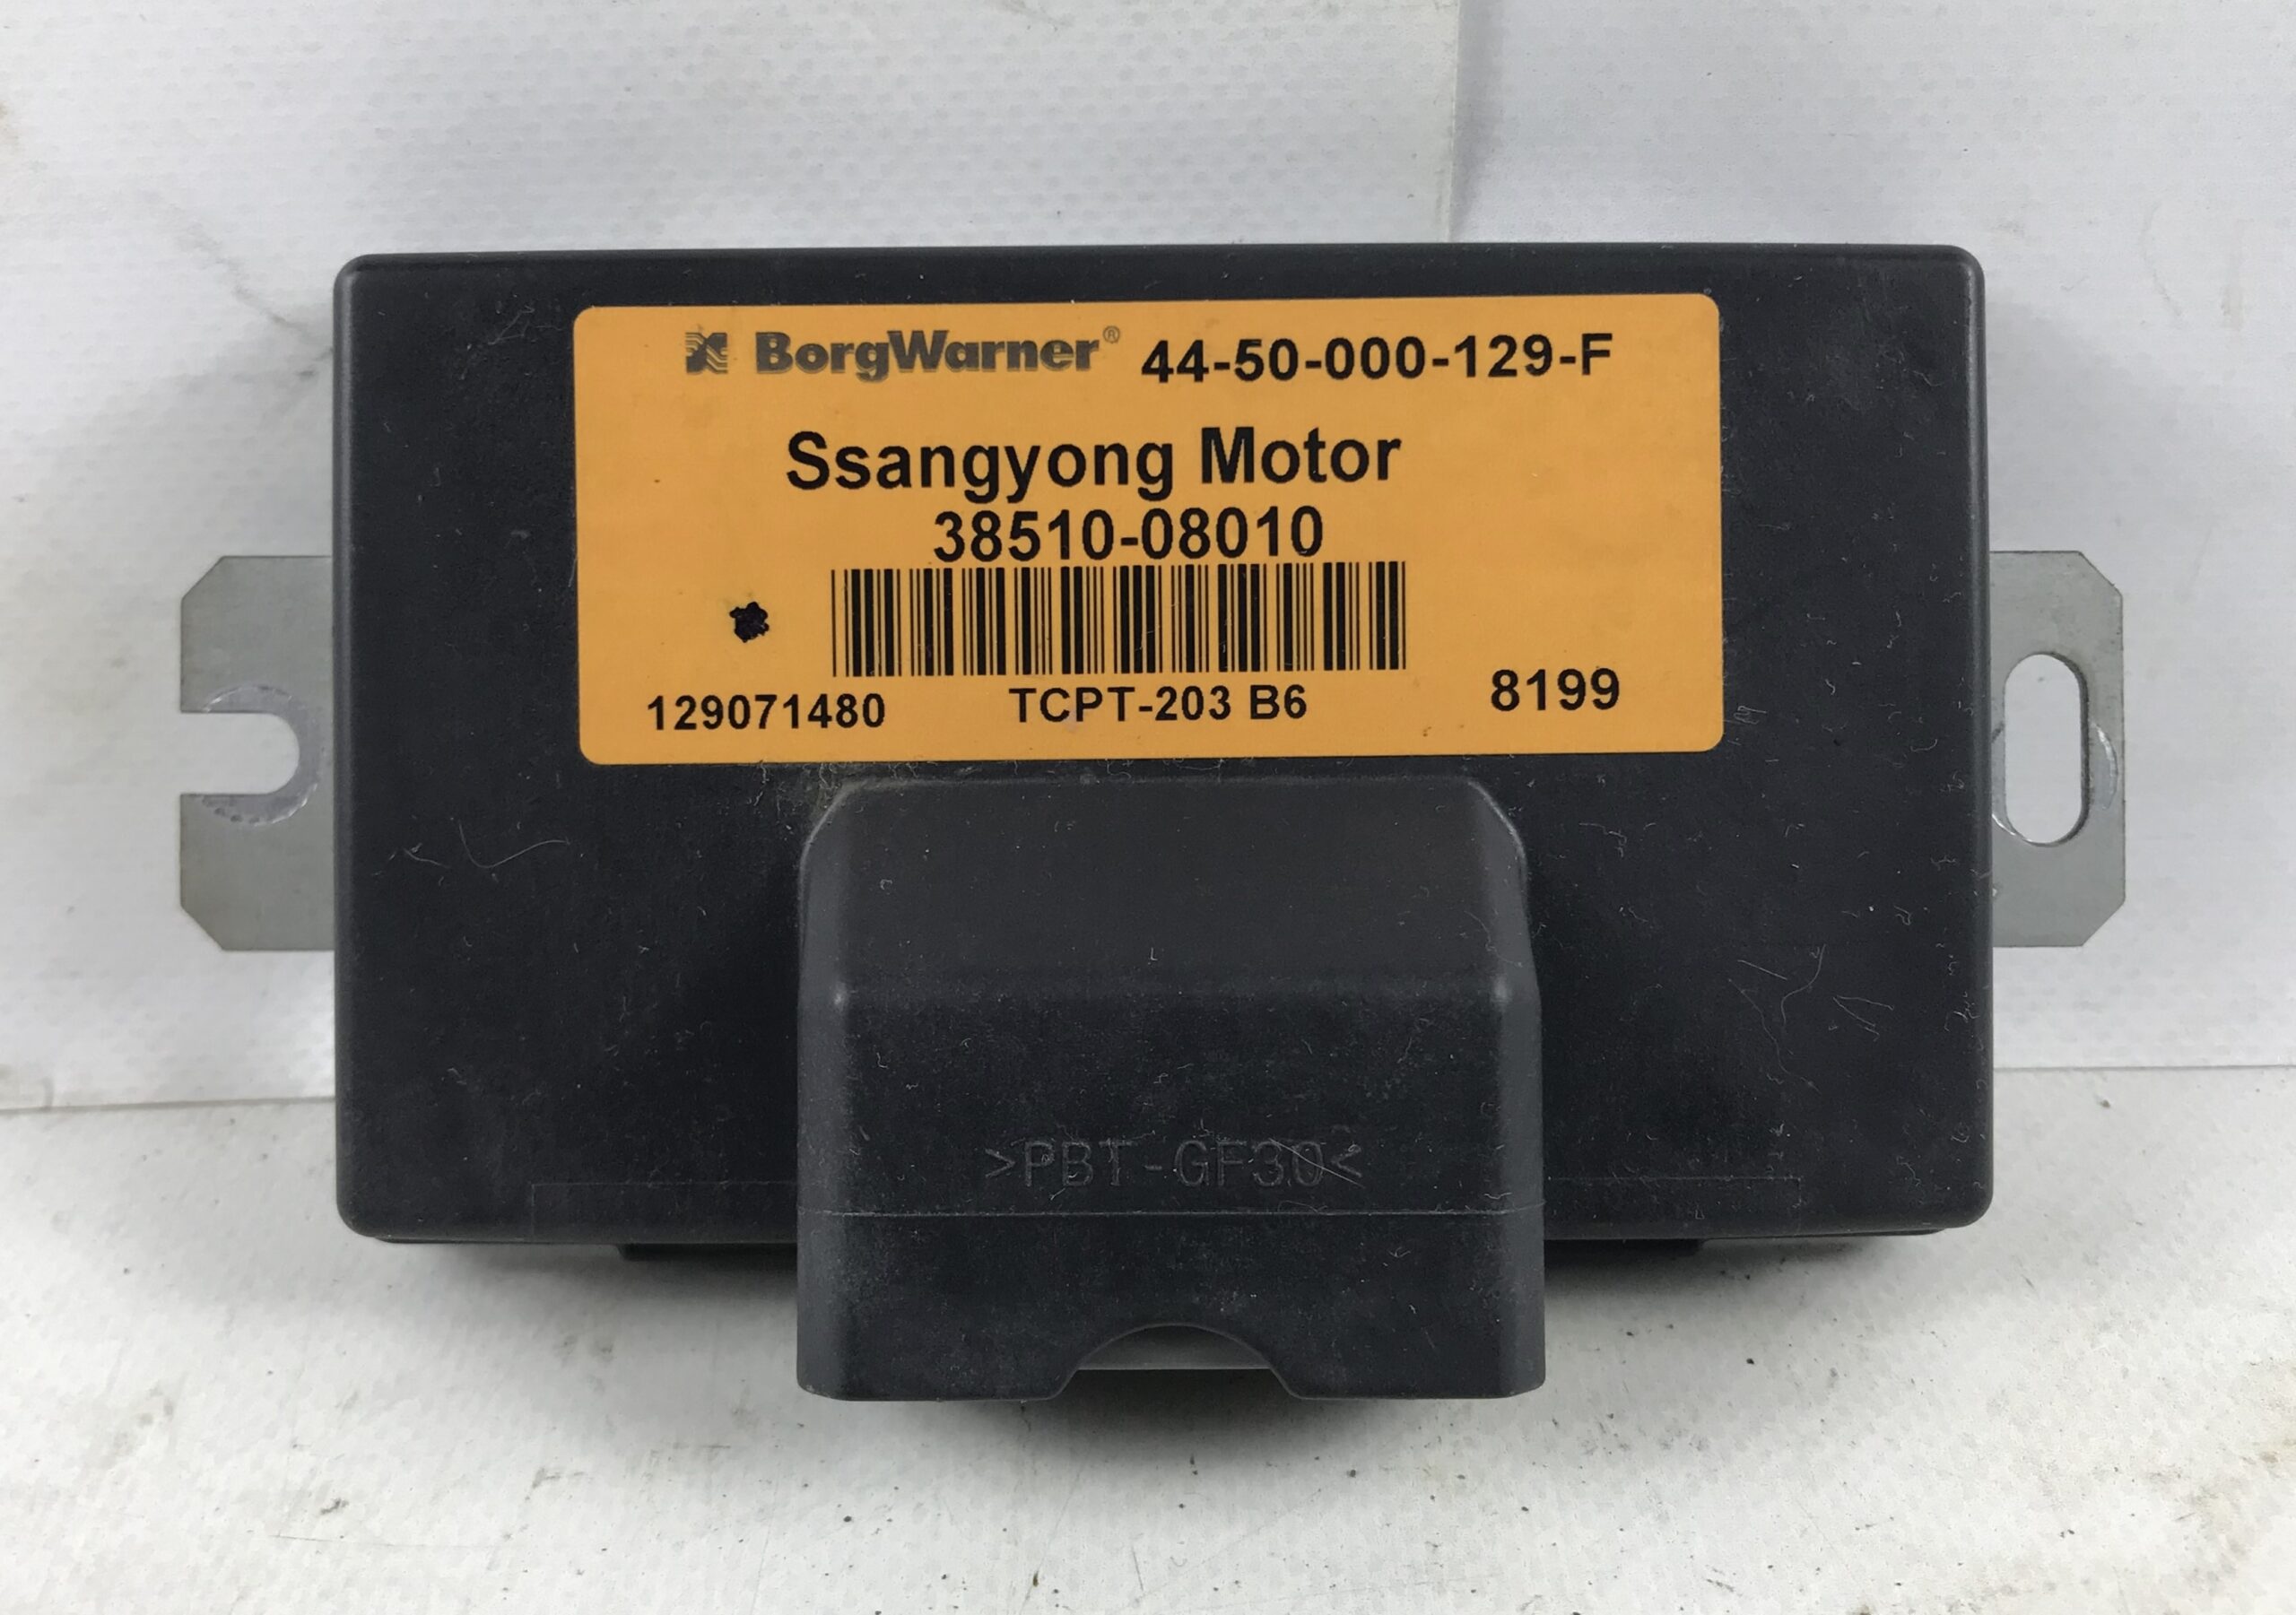 BorgWarner® 44-50-000-129-F
Ssangyong Motor
38510-08010
129071480 TCPT-203 B6 8199
>PBT-GF30<